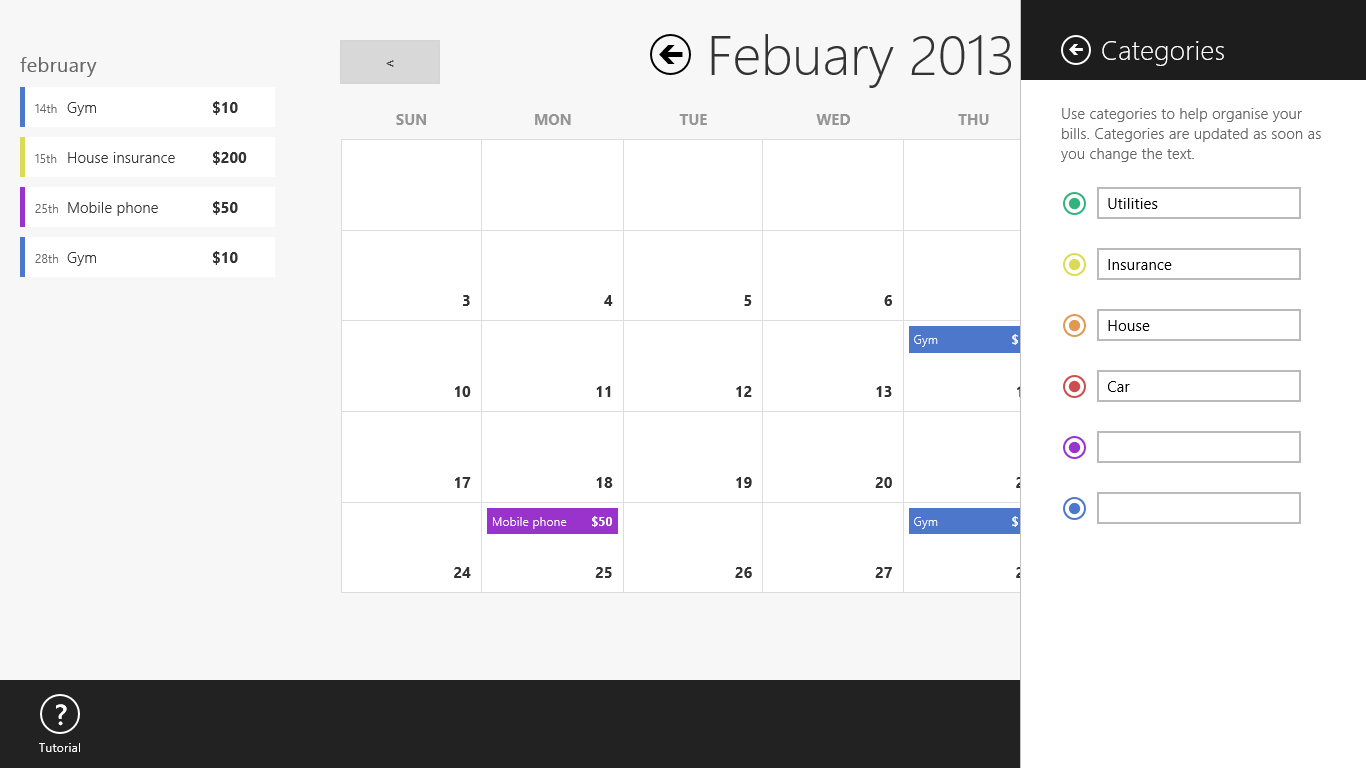 february
14th Gym $10
15th House insurance $200
25th Mobile phone $50
28th Gym $10
<
Febuary 2013
SUN MON TUE WED THU
3 4 5 6
Gym $
10 11 12 13 1
17 18 19 20 2
Mobile phone $50 Gym $
24 25 26 27 2
Categories
Use categories to help organise your
bills. Categories are updated as soon as
you change the text.
Utilities
Insurance
House
Car
?
Tutorial